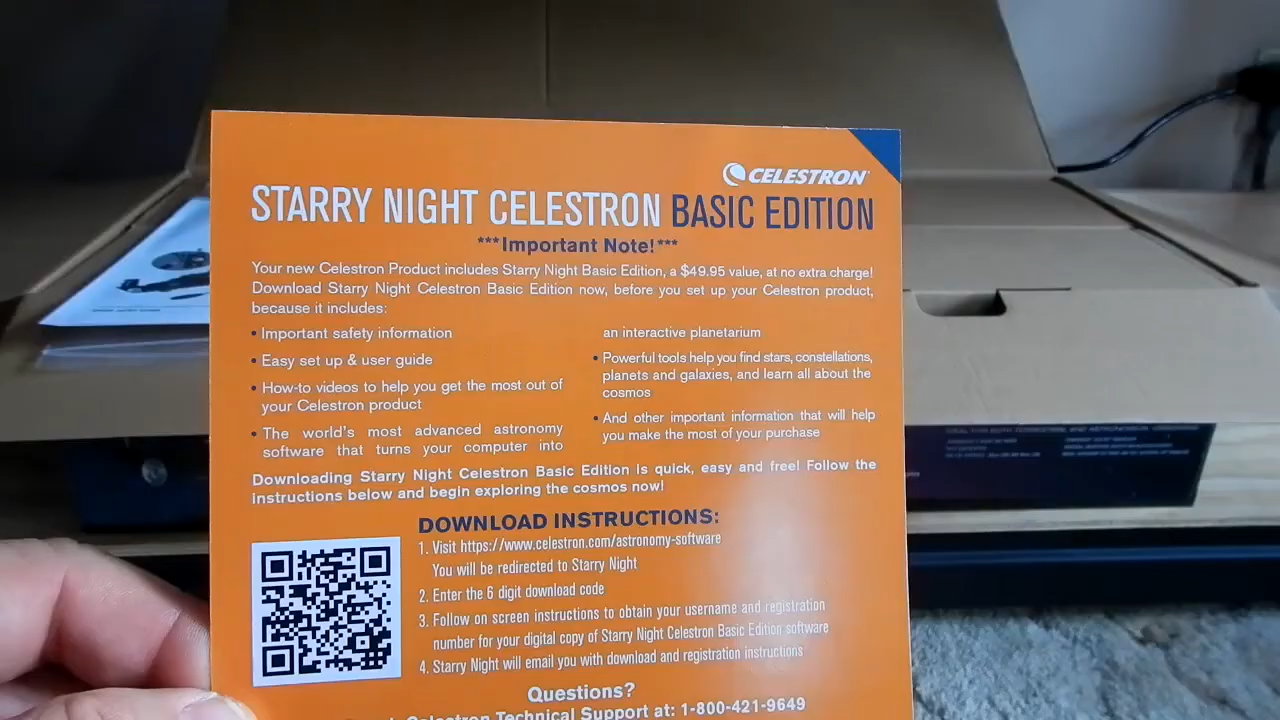 CELESTRON
STARRY NIGHT CELESTRON BASIC EDITION
***Important Note!***
Your new Celestron Product includes Starry Night Basic Edition, a $49.95 value, at no extra charge!
Download Starry Night Celestron Basic Edition now, before you set up your Celestron product,
because it includes:
• Important safety information
• Easy set up & user guide
• How-to videos to help you get the most out of
your Celestron product
• The world's most advanced astronomy
software that turns your computer into
an interactive planetarium
• Powerful tools help you find stars, constellations,
planets and galaxies, and learn all about the
cosmos
• And other important information that will help
you make the most of your purchase
Downloading Starry Night Celestron Basic Edition is quick, easy and free! Follow the
instructions below and begin exploring the cosmos now!
DOWNLOAD INSTRUCTIONS:
1. Visit https://www.celestron.com/astronomy-software
You will be redirected to Starry Night
2. Enter the 6 digit download code
3. Follow on screen instructions to obtain your username and registration
number for your digital copy of Starry Night Celestron Basic Edition software
4. Starry Night will email you with download and registration instructions
Questions?
Celestron Technical Support at: 1-800-421-9649